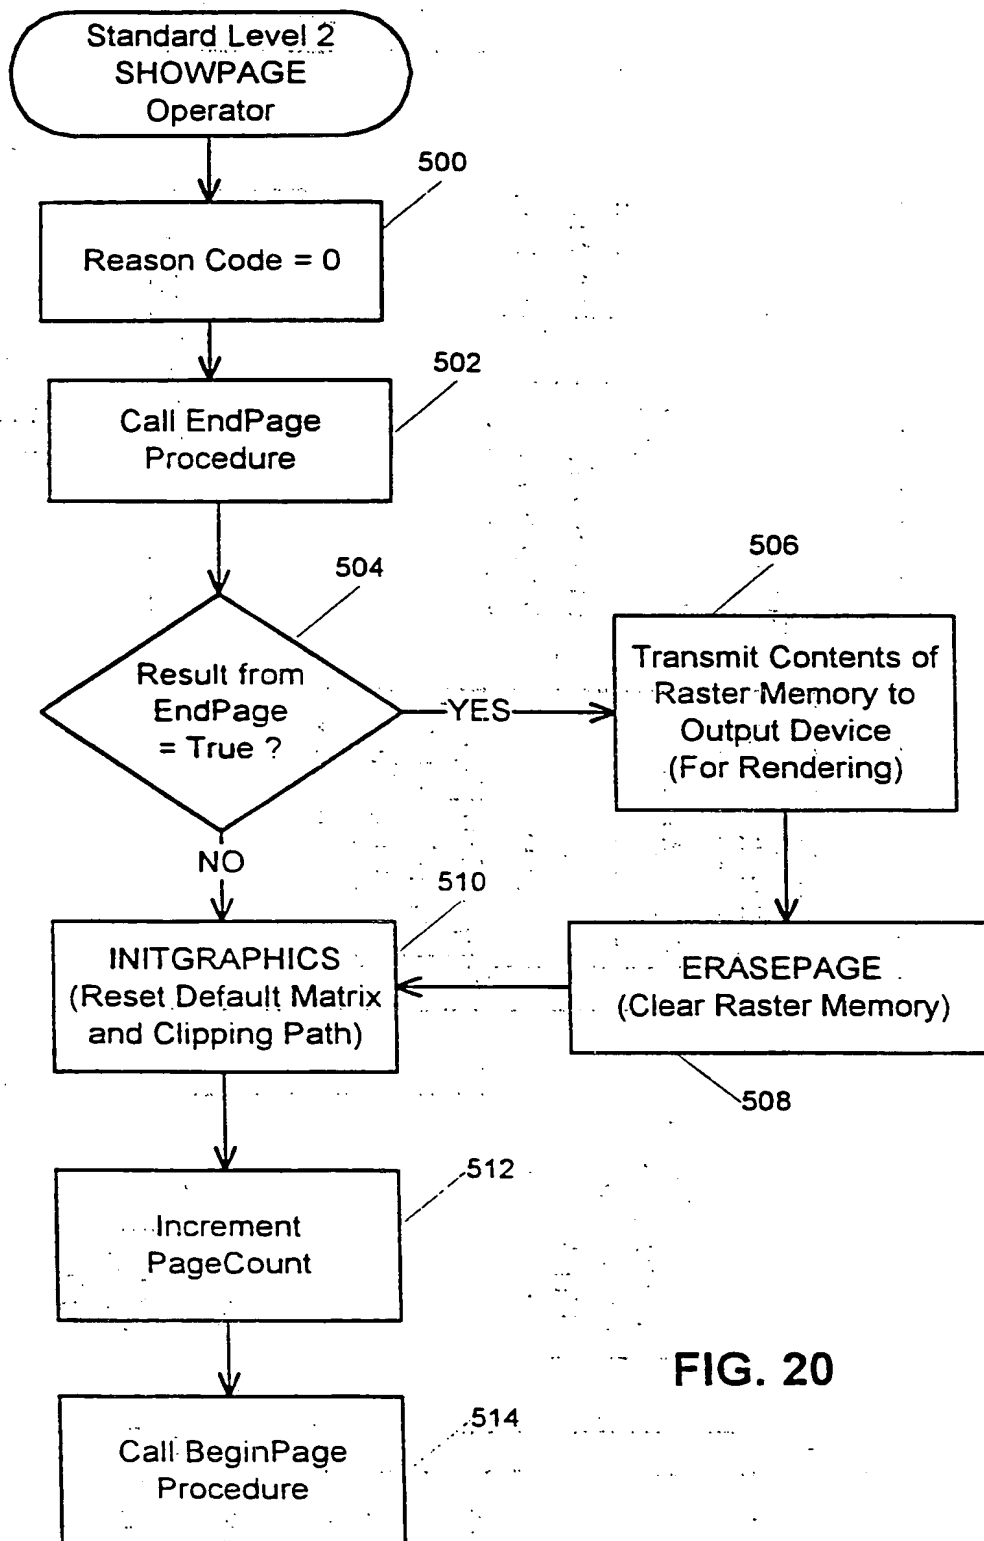 Standard Level 2
SHOWPAGE
Operator
500
Reason Code = 0
502
Call EndPage
Procedure
504
Result from
EndPage
= True ?
YES
506
Transmit Contents of
Raster Memory to
Output Device
(For Rendering)
NO
510
INITGRAPHICS
(Reset Default Matrix
and Clipping Path)
ERASEPAGE
(Clear Raster Memory)
508
512
Increment
PageCount
FIG. 20
514
Call BeginPage
Procedure